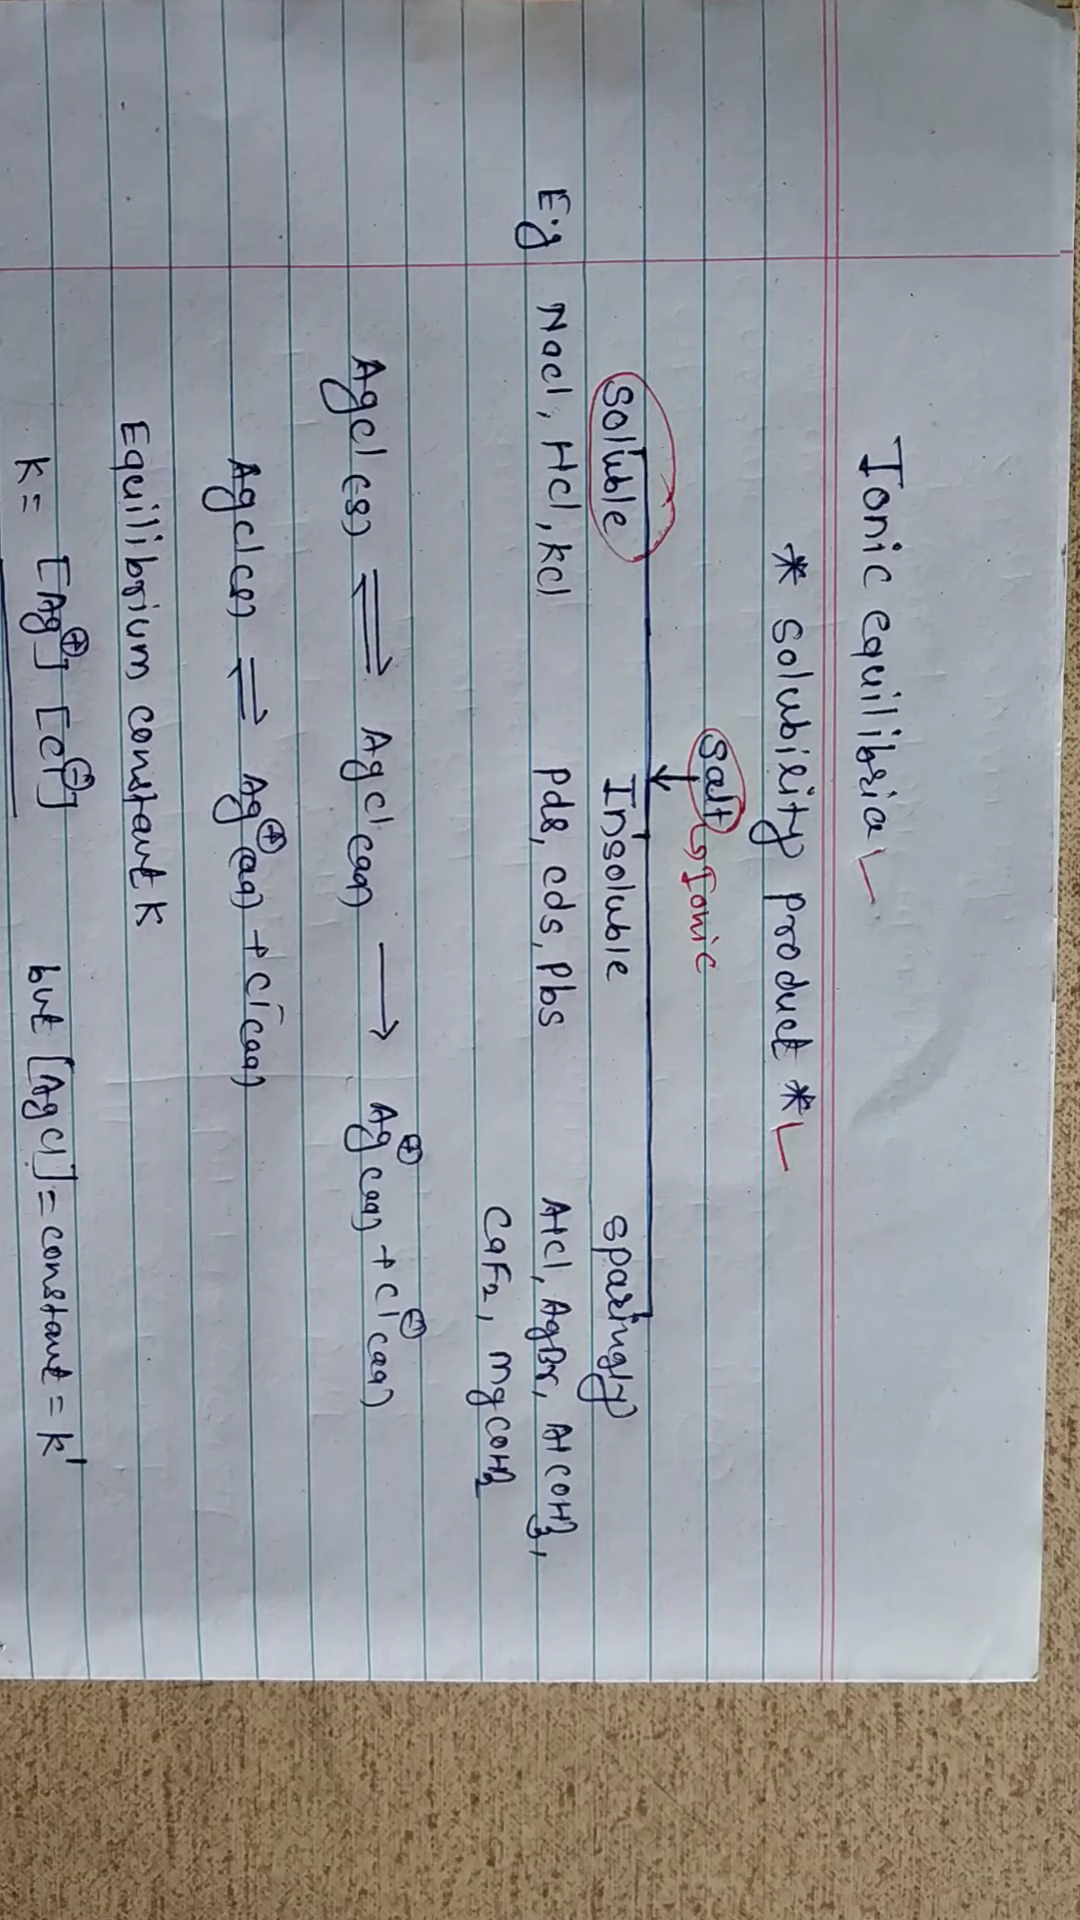 Ionic equilibria
* Solubility product *
Salt → Ionic
Soluble Insoluble Sparingly
E.g NaCl, HCl, KCl Pds, cds, Pbs AlCl, AgBr, Al(OH)3,
CaF2, Mg(OH)2
AgCl(s) ⇌ AgCl(aq) → Ag⊕(aq) + Cl⊖(aq)
AgCl(s) ⇌ Ag⊕(aq) + Cl-(aq)
Equilibrium constant K
K = [Ag⊕] [Cl⊖] but [AgCl] = constant = K'